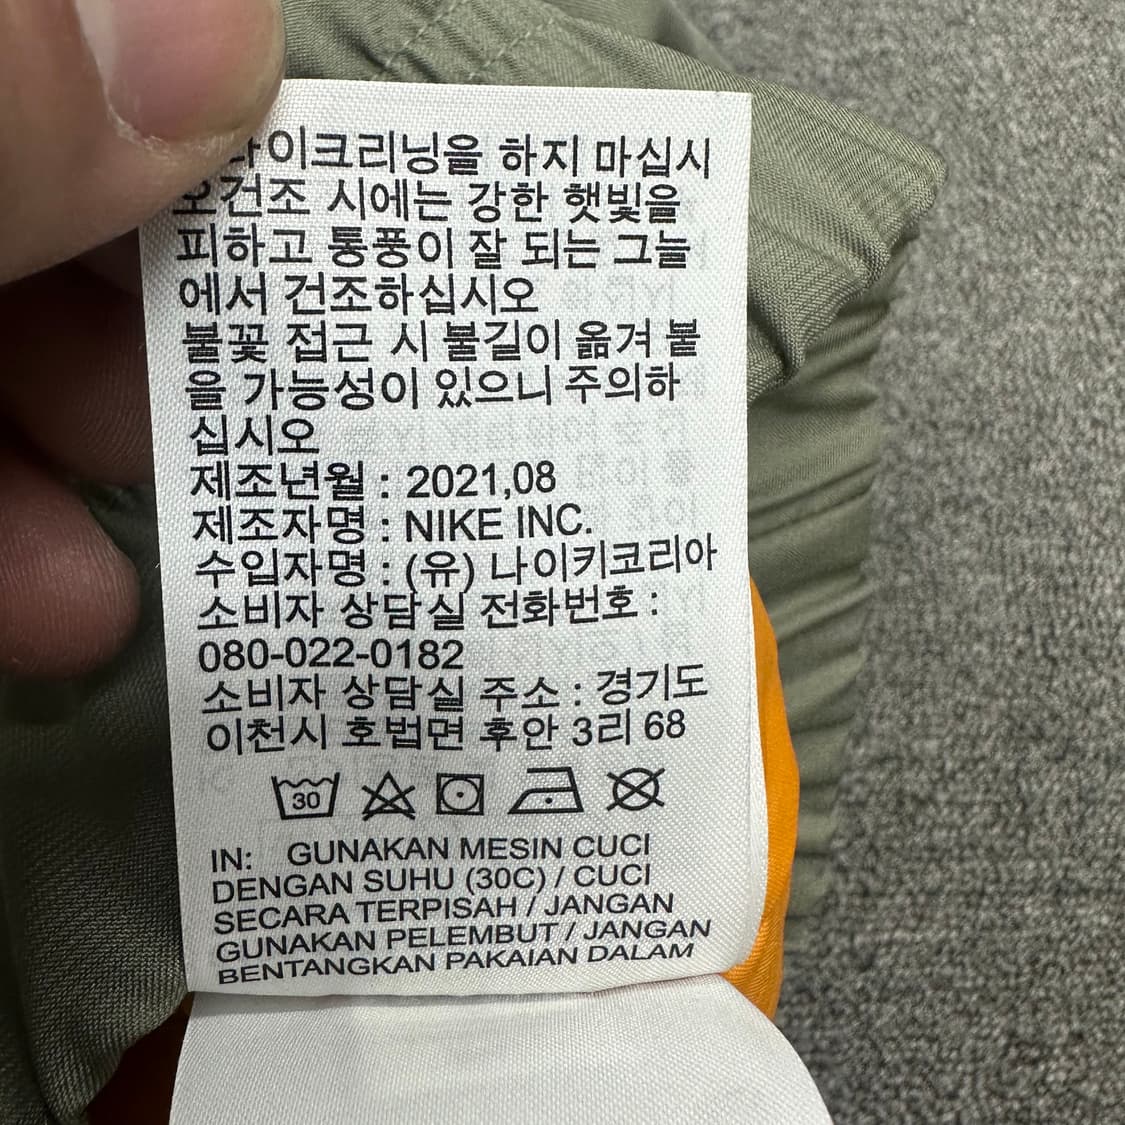 하지 마십시
오건조 시에는 강한 햇빛을
피하고 통풍이 잘 되는 그늘
에서 건조하십시오
불꽃 접근 시 불길이 옮겨 붙
을 가능성이 있으니 주의하
십시오
제조년월 : 2021,08
제조자명 : NIKE INC.
수입자명 : (유) 나이키코리아
소비자 상담실 전화번호 :
080-022-0182
소비자 상담실 주소 : 경기도
이천시 호법면 후안 3리 68
30
IN: GUNAKAN MESIN CUCI
DENGAN SUHU (30C) / CUCI
SECARA TERPISAH / JANGAN
GUNAKAN PELEMBUT / JANGAN
BENTANGKAN PAKAIAN DALAM